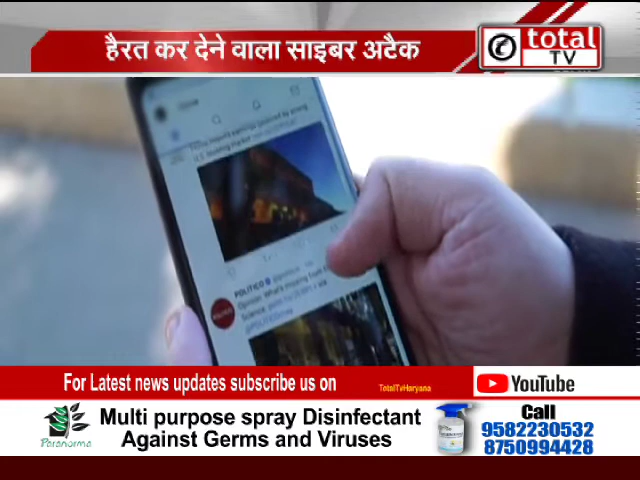 हैरत कर देने वाला साइबर अटैक
total
TV
POLITICO
For Latest news updates subscribe us on
TotalTvHaryana
YouTube
Paranorma
Multi purpose spray Disinfectant
Against Germs and Viruses
Call
9582230532
8750994428